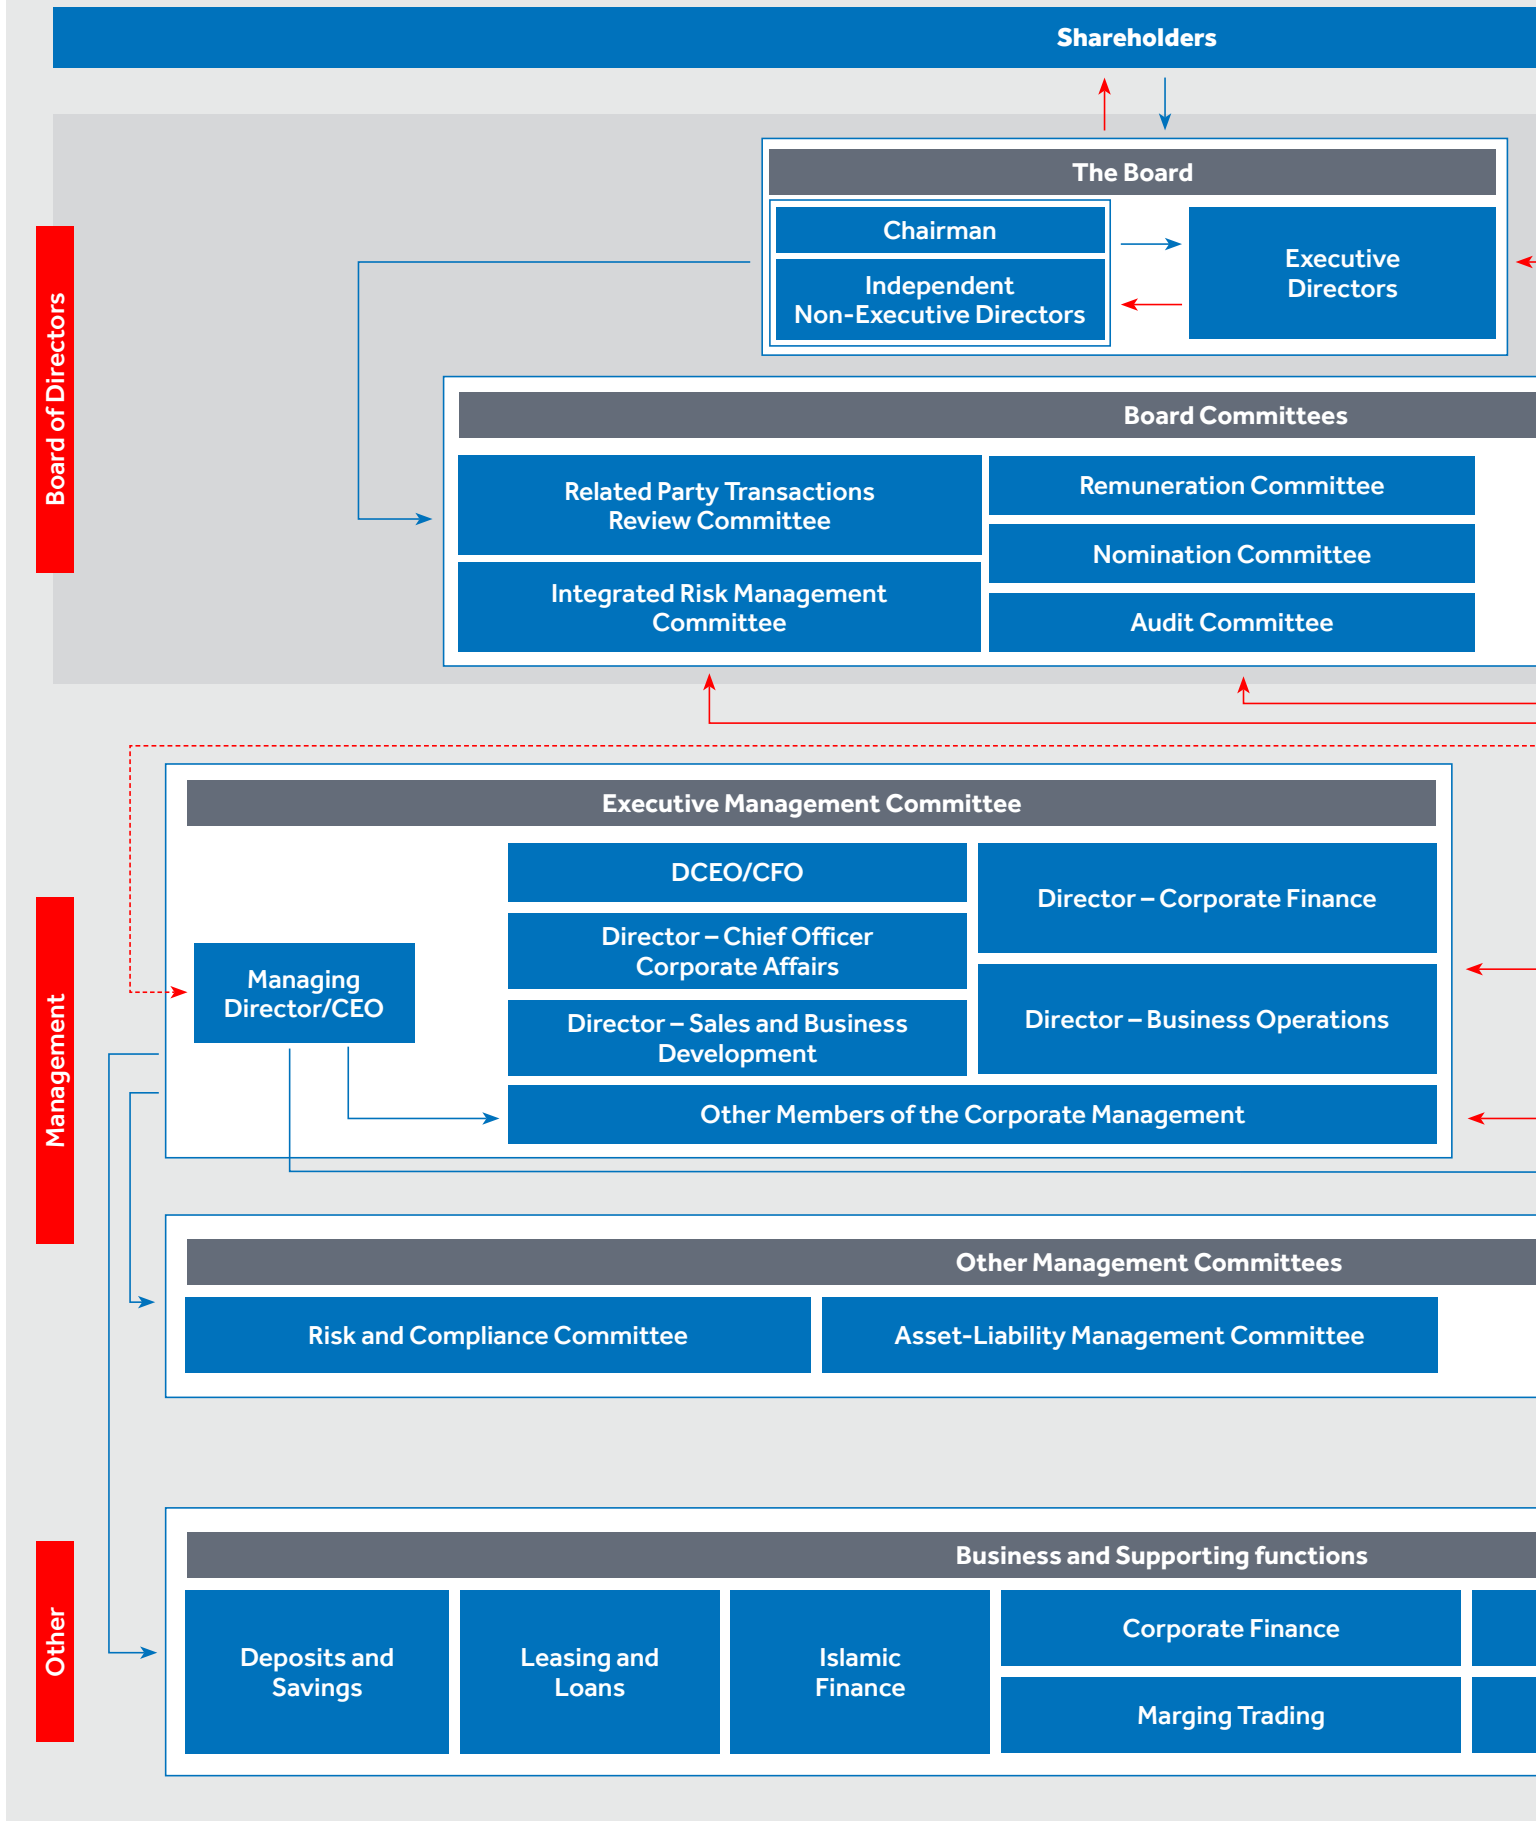 Shareholders
Board of Directors
The Board
Chairman
Independent
Non-Executive Directors
Executive
Directors
Board Committees
Related Party Transactions
Review Committee
Remuneration Committee
Nomination Committee
Integrated Risk Management
Committee
Audit Committee
Management
Executive Management Committee
Managing
Director/CEO
DCEO/CFO
Director – Chief Officer
Corporate Affairs
Director – Sales and Business
Development
Director – Corporate Finance
Director – Business Operations
Other Members of the Corporate Management
Other Management Committees
Risk and Compliance Committee
Asset-Liability Management Committee
Other
Business and Supporting functions
Deposits and
Savings
Leasing and
Loans
Islamic
Finance
Corporate Finance
Marging Trading